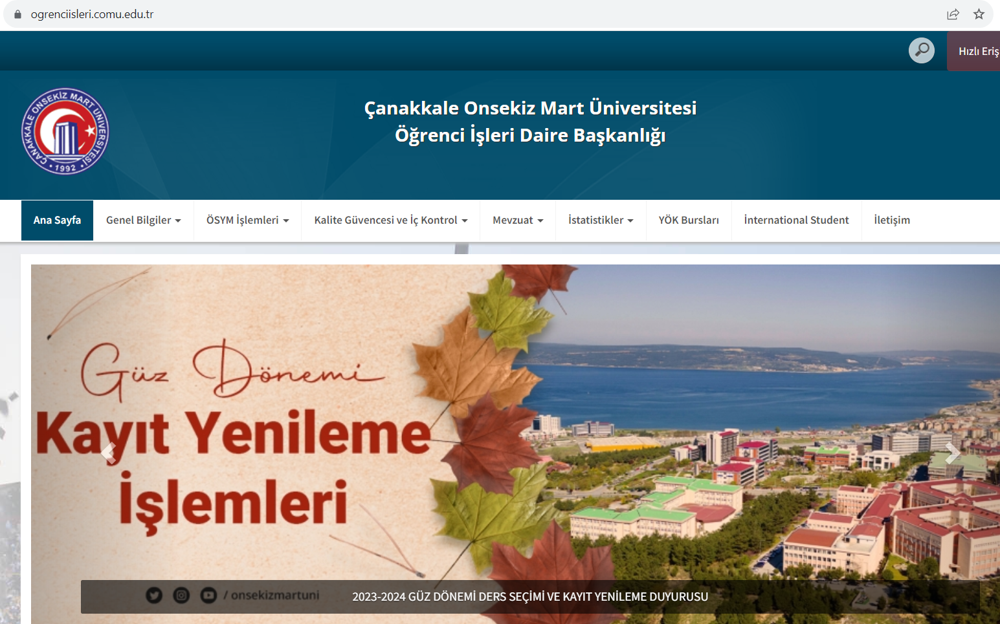 ogrenciisleri.comu.edu.tr
Hızlı Eriş
ÇANAKKALE ONSEKİZ MART ÜNİVERSİTESİ
• 1992 •
Çanakkale Onsekiz Mart Üniversitesi
Öğrenci İşleri Daire Başkanlığı
Ana Sayfa Genel Bilgiler ÖSYM İşlemleri Kalite Güvencesi ve İç Kontrol Mevzuat İstatistikler YÖK Bursları İnternational Student İletişim
Güz Dönemi
Kayıt Yenileme
İşlemleri
/ onsekizmartuni 2023-2024 GÜZ DÖNEMİ DERS SEÇİMİ VE KAYIT YENİLEME DUYURUSU